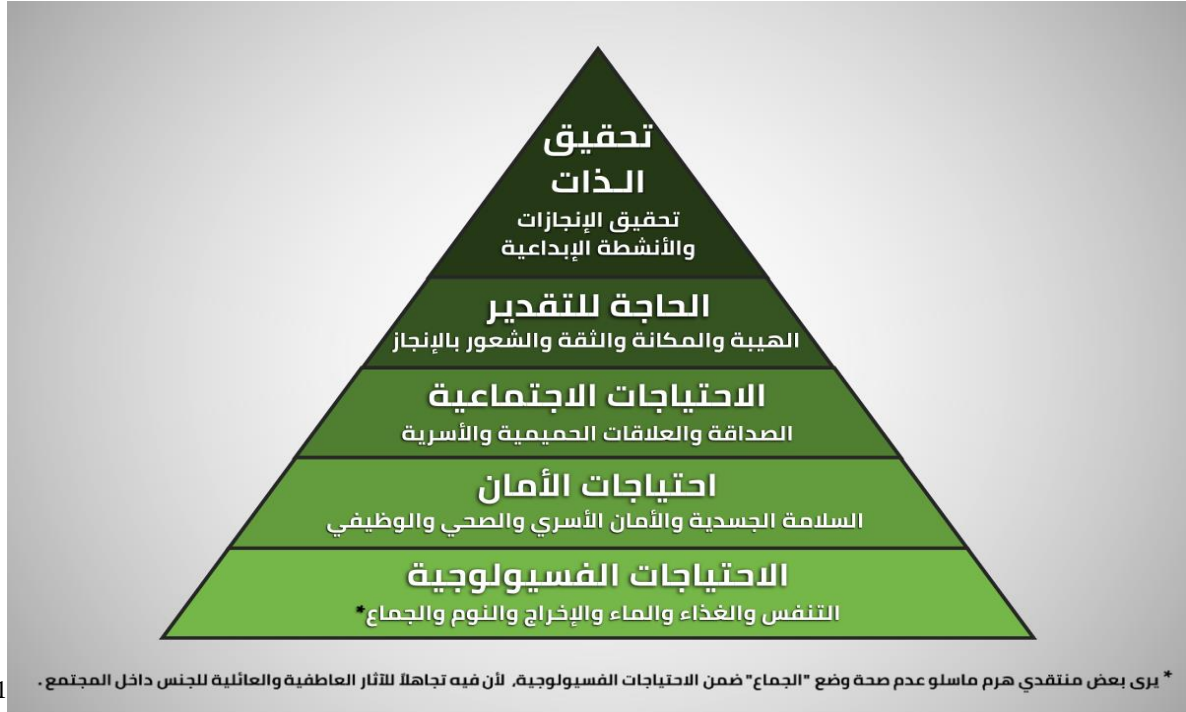 تحقيق
الـذات
تحقيق الإنجازات
والأنشطة الإبداعية
الحاجة للتقدير
الهيبة والمكانة والثقة والشعور بالإنجاز
الاحتياجات الاجتماعية
الصداقة والعلاقات الحميمية والأسرية
احتياجات الأمان
السلامة الجسدية والأمان الأسري والصحي والوظيفي
الاحتياجات الفسيولوجية
التنفس والغذاء والماء والإخراج والنوم والجماع*
* يرى بعض منتقدي هرم ماسلو عدم صحة وضع "الجماع" ضمن الاحتياجات الفسيولوجية، لأن فيه تجاهلاً للآثار العاطفية والعائلية للجنس داخل المجتمع .
1